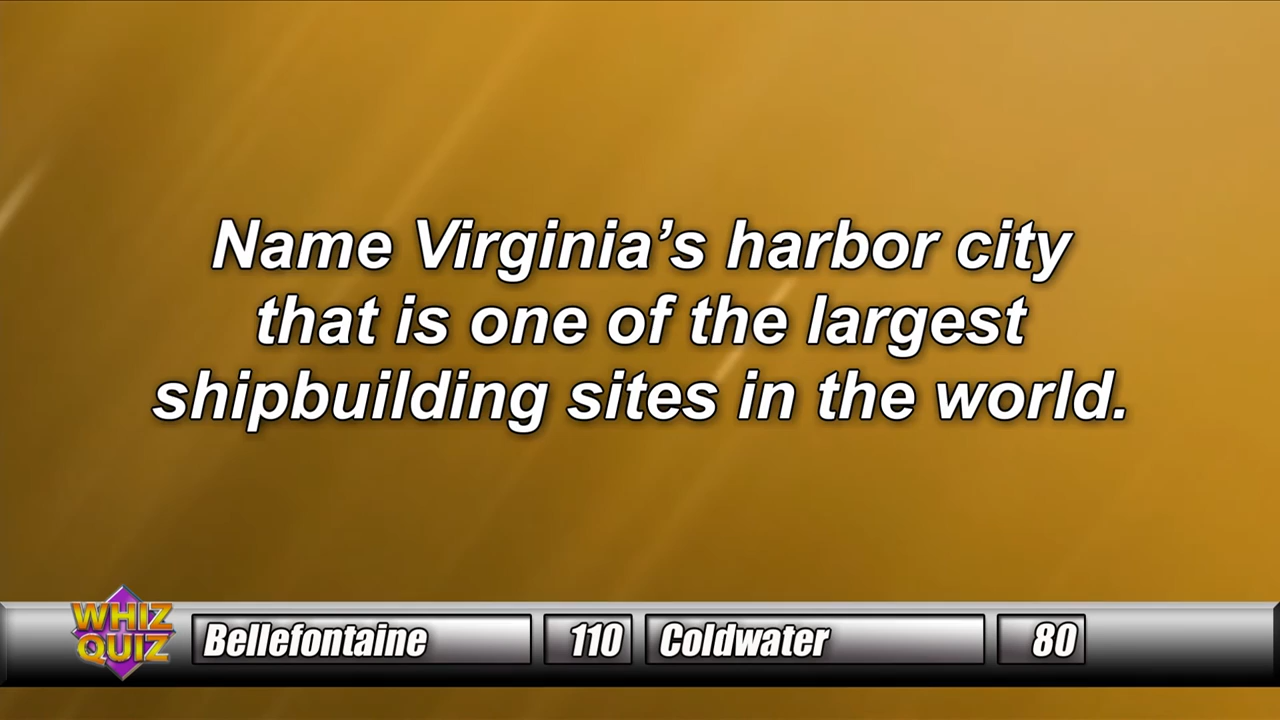 Name Virginia’s harbor city
that is one of the largest
shipbuilding sites in the world.
WHIZ
QUIZ
Bellefontaine 110 Coldwater 80